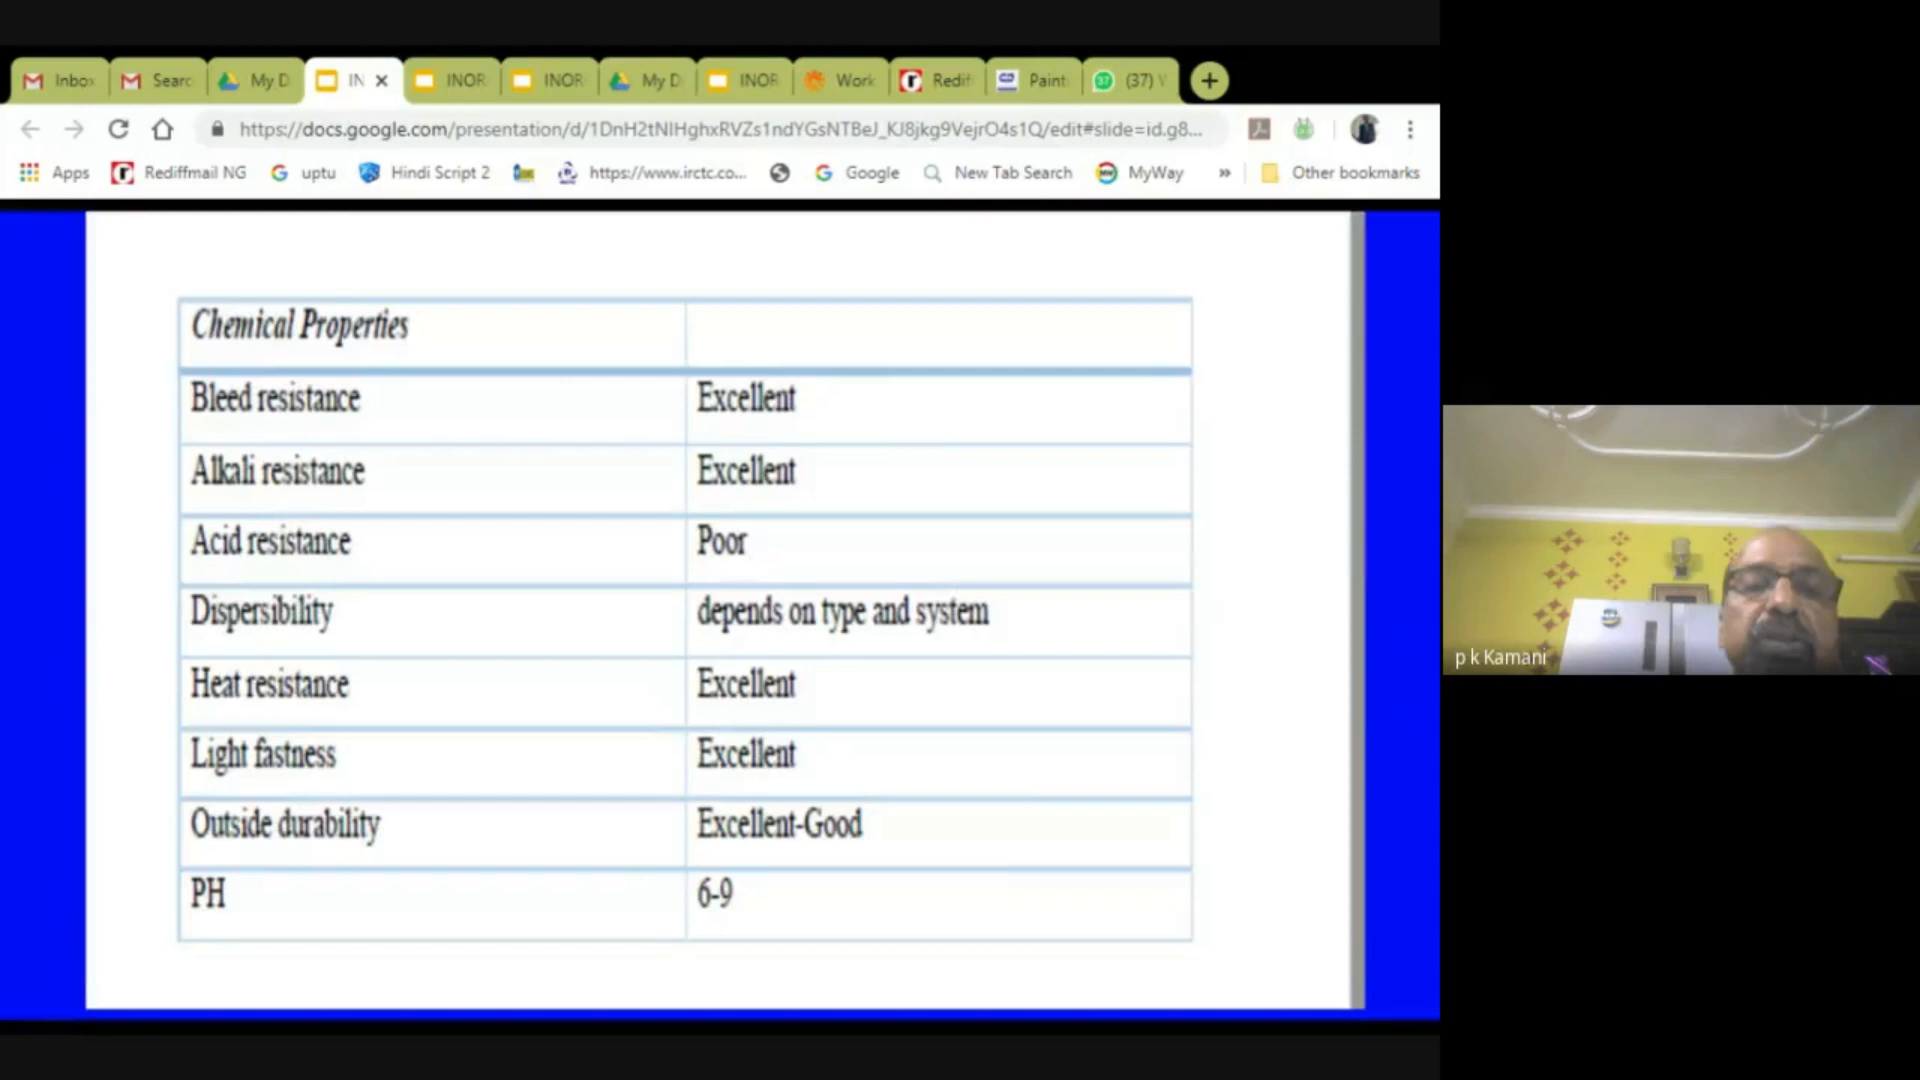 Inbox
Searc
My D
IN
INOR
INOR
My D
INOR
Work
Redif
Paint
(37)
https://docs.google.com/presentation/d/1DnH2tNlHghxRVZs1ndYGsNTBeJ_KJ8jkg9VejrO4s1Q/edit#slide=id.g8...
Apps
Rediffmail NG
uptu
Hindi Script 2
https://www.irctc.co...
Google
New Tab Search
MyWay
»
Other bookmarks
Chemical Properties
Bleed resistance Excellent
Alkali resistance Excellent
Acid resistance Poor
Dispersibility depends on type and system
Heat resistance Excellent
Light fastness Excellent
Outside durability Excellent-Good
PH 6-9
p k Kamani